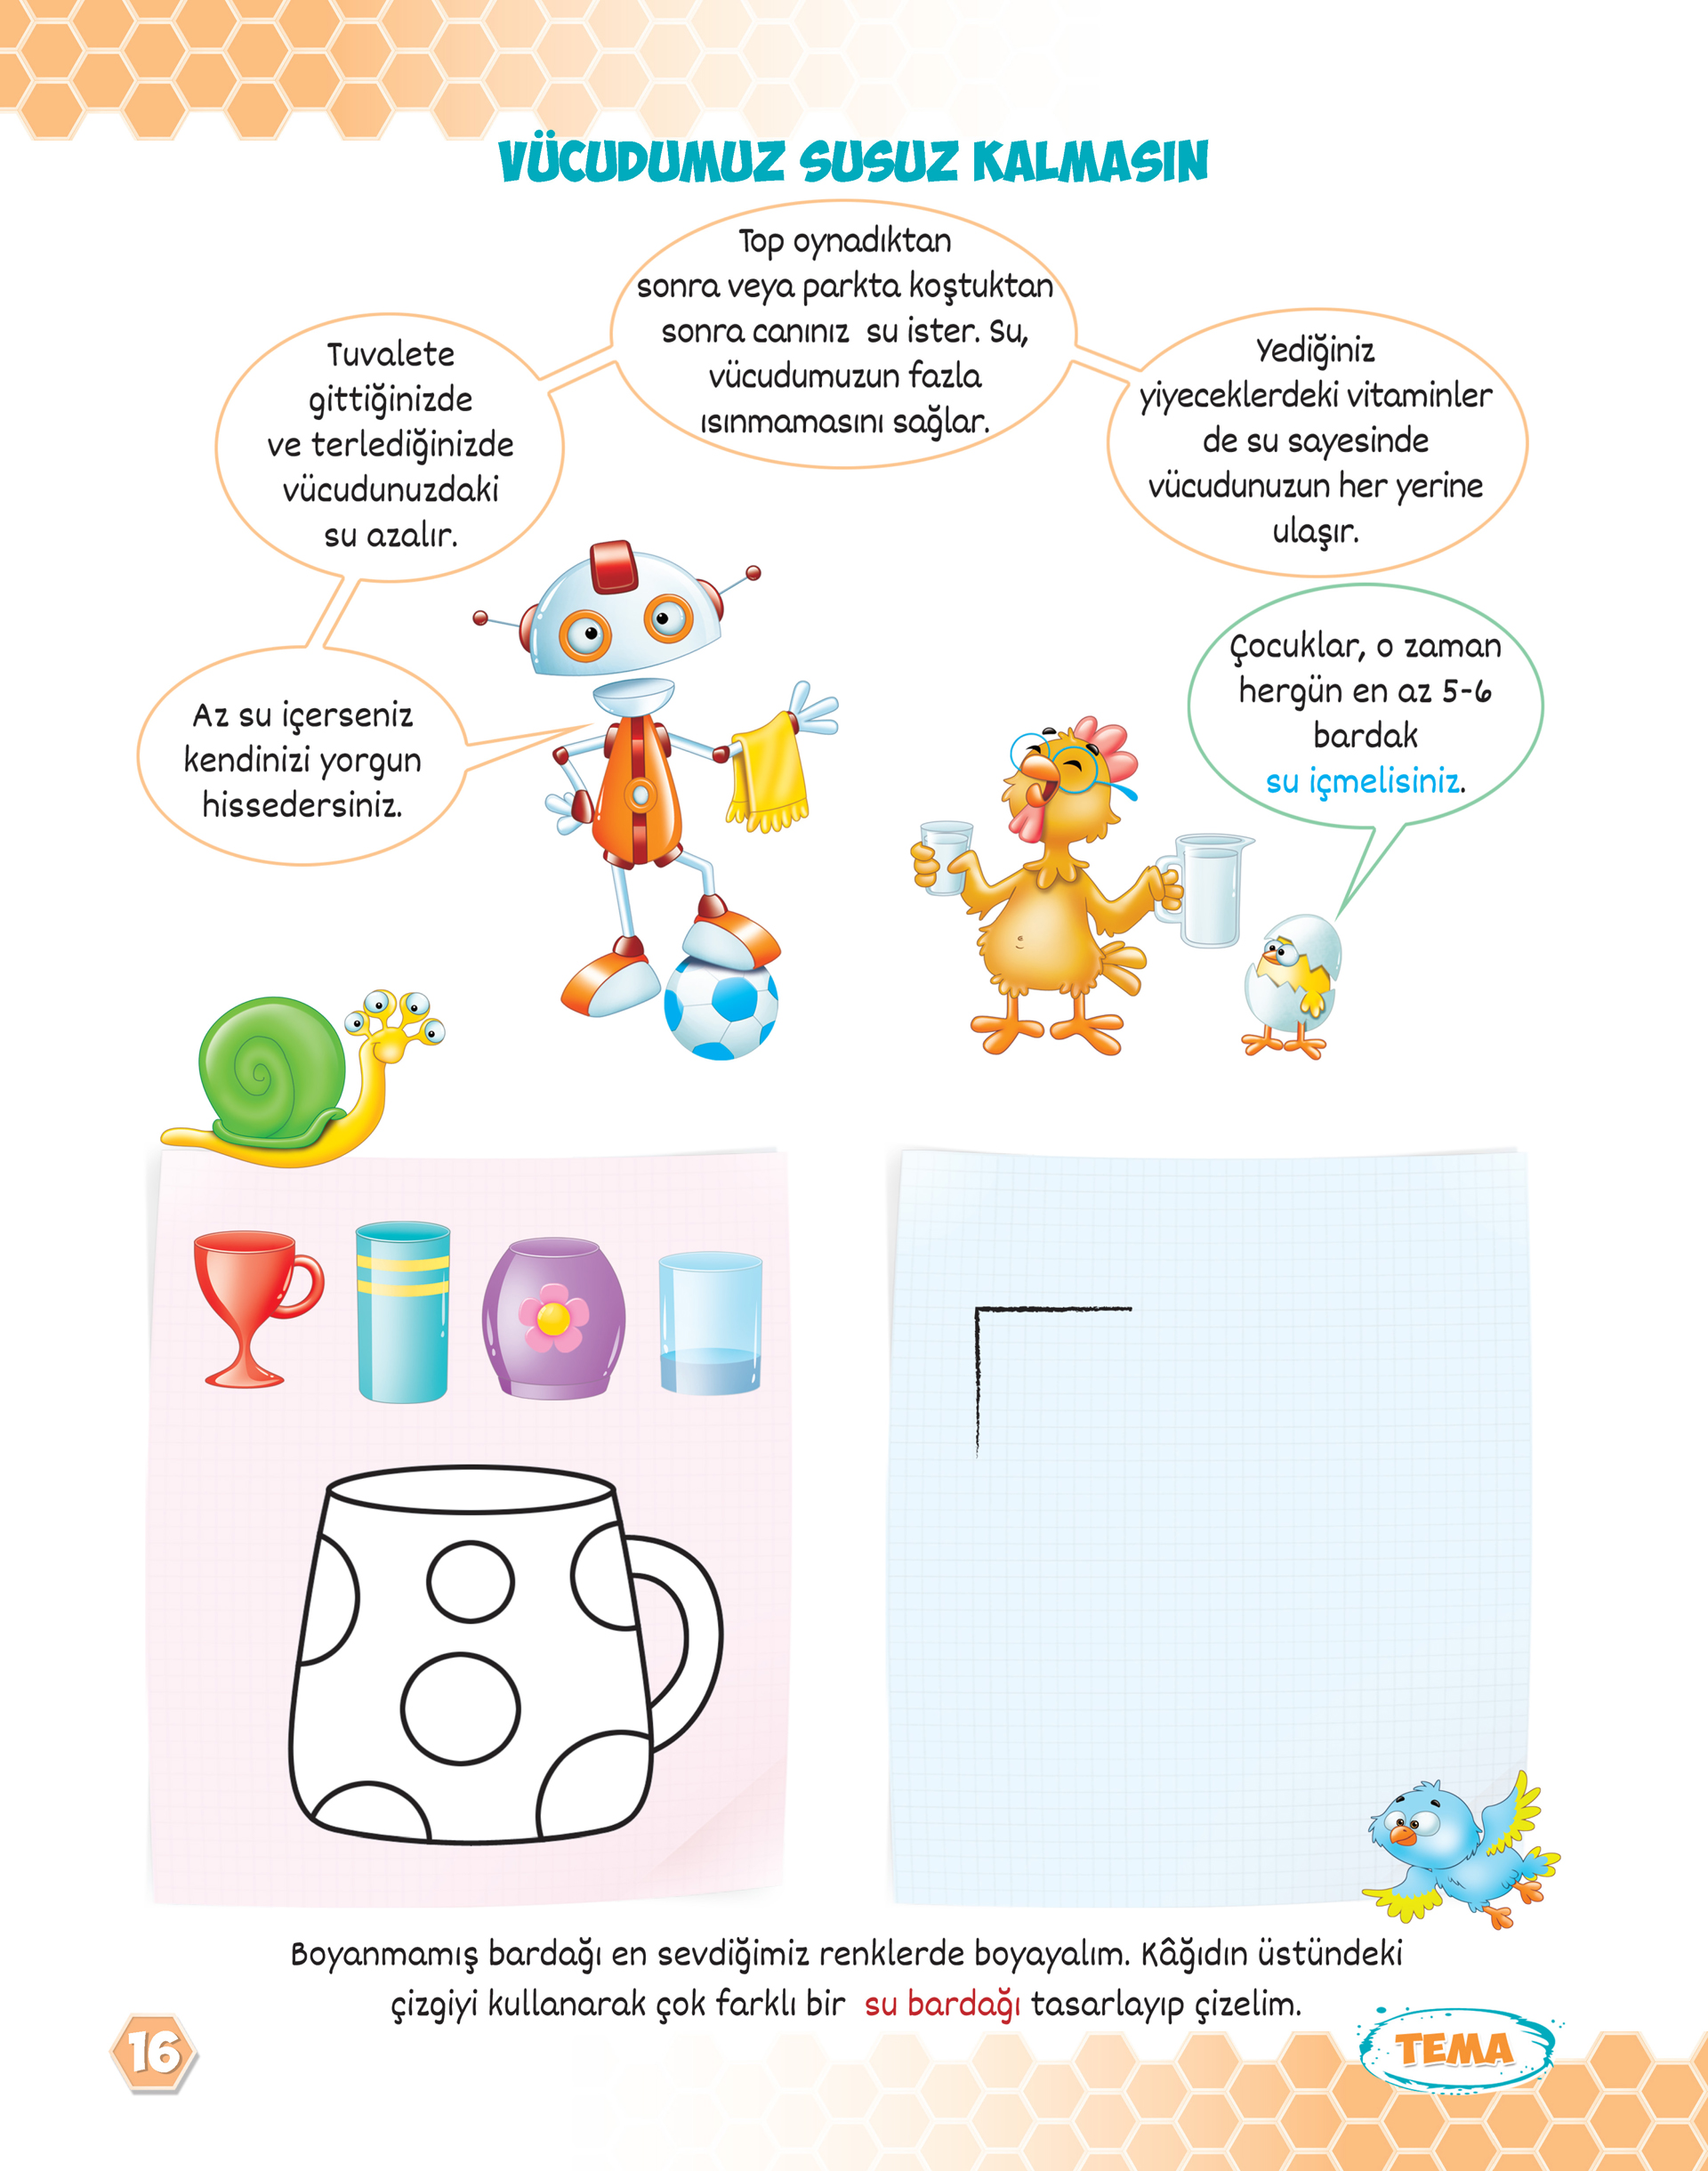 VÜCUDUMUZ SUSUZ KALMASIN
Az su içerseniz
kendinizi yorgun
hissedersiniz.
Tuvalete
gittiğinizde
ve terlediğinizde
vücudunuzdaki
su azalır.
Top oynadıktan
sonra veya parkta koştuktan
sonra canınız su ister. Su,
vücudumuzun fazla
ısınmamasını sağlar.
Yediğiniz
yiyeceklerdeki vitaminler
de su sayesinde
vücudunuzun her yerine
ulaşır.
Çocuklar, o zaman
hergün en az 5-6
bardak
su içmelisiniz.
Boyanmamış bardağı en sevdiğimiz renklerde boyayalım. Kâğıdın üstündeki
çizgiyi kullanarak çok farklı bir su bardağı tasarlayıp çizelim.
16
TEMA